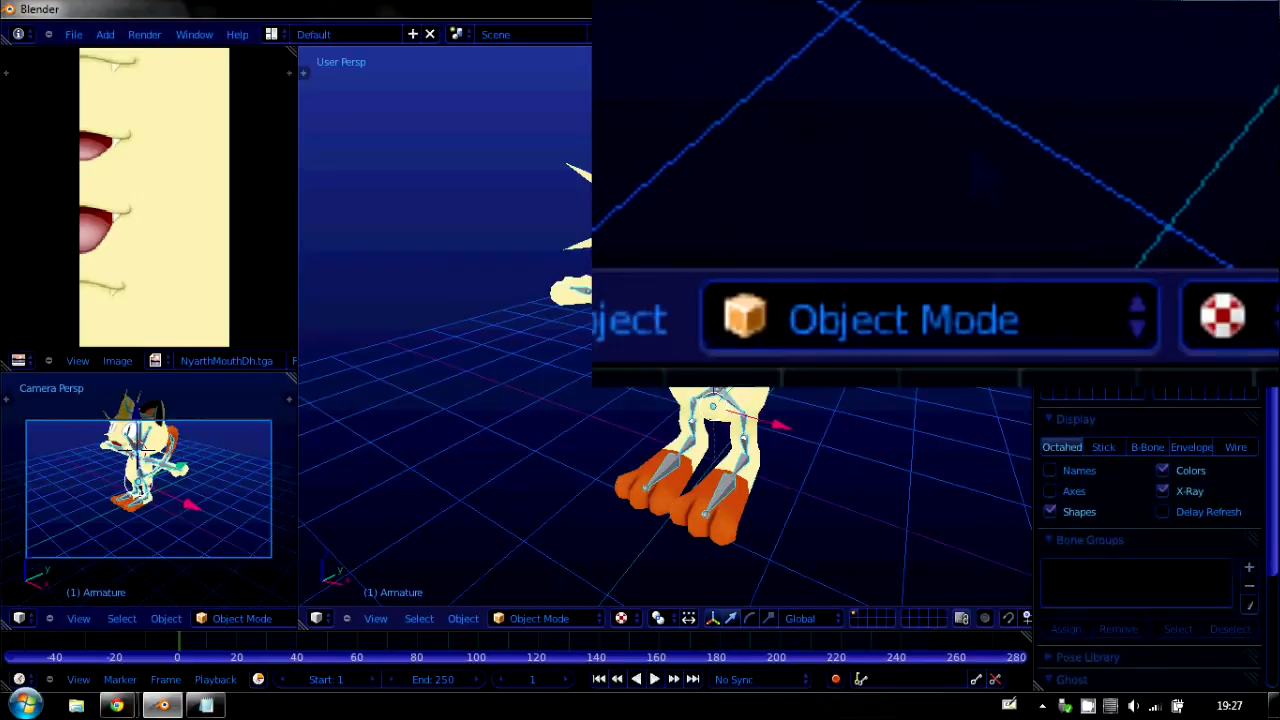 Blender
File Add Render Window Help Default Scene
User Persp
View Image NyarthMouthDh.tga F
Camera Persp
(1) Armature
View Select Object Object Mode
(1) Armature
View Select Object Object Mode Global
ject Object Mode
Display
Octahed Stick B-Bone Envelope Wire
Names Colors
Axes X-Ray
Shapes Delay Refresh
Bone Groups
Assign Remove Select Deselect
Pose Library
Ghost
-40 -20 0 20 40 60 80 100 120 140 160 180 200 220 240 260 280
View Marker Frame Playback Start: 1 End: 250 1 No Sync
19:27